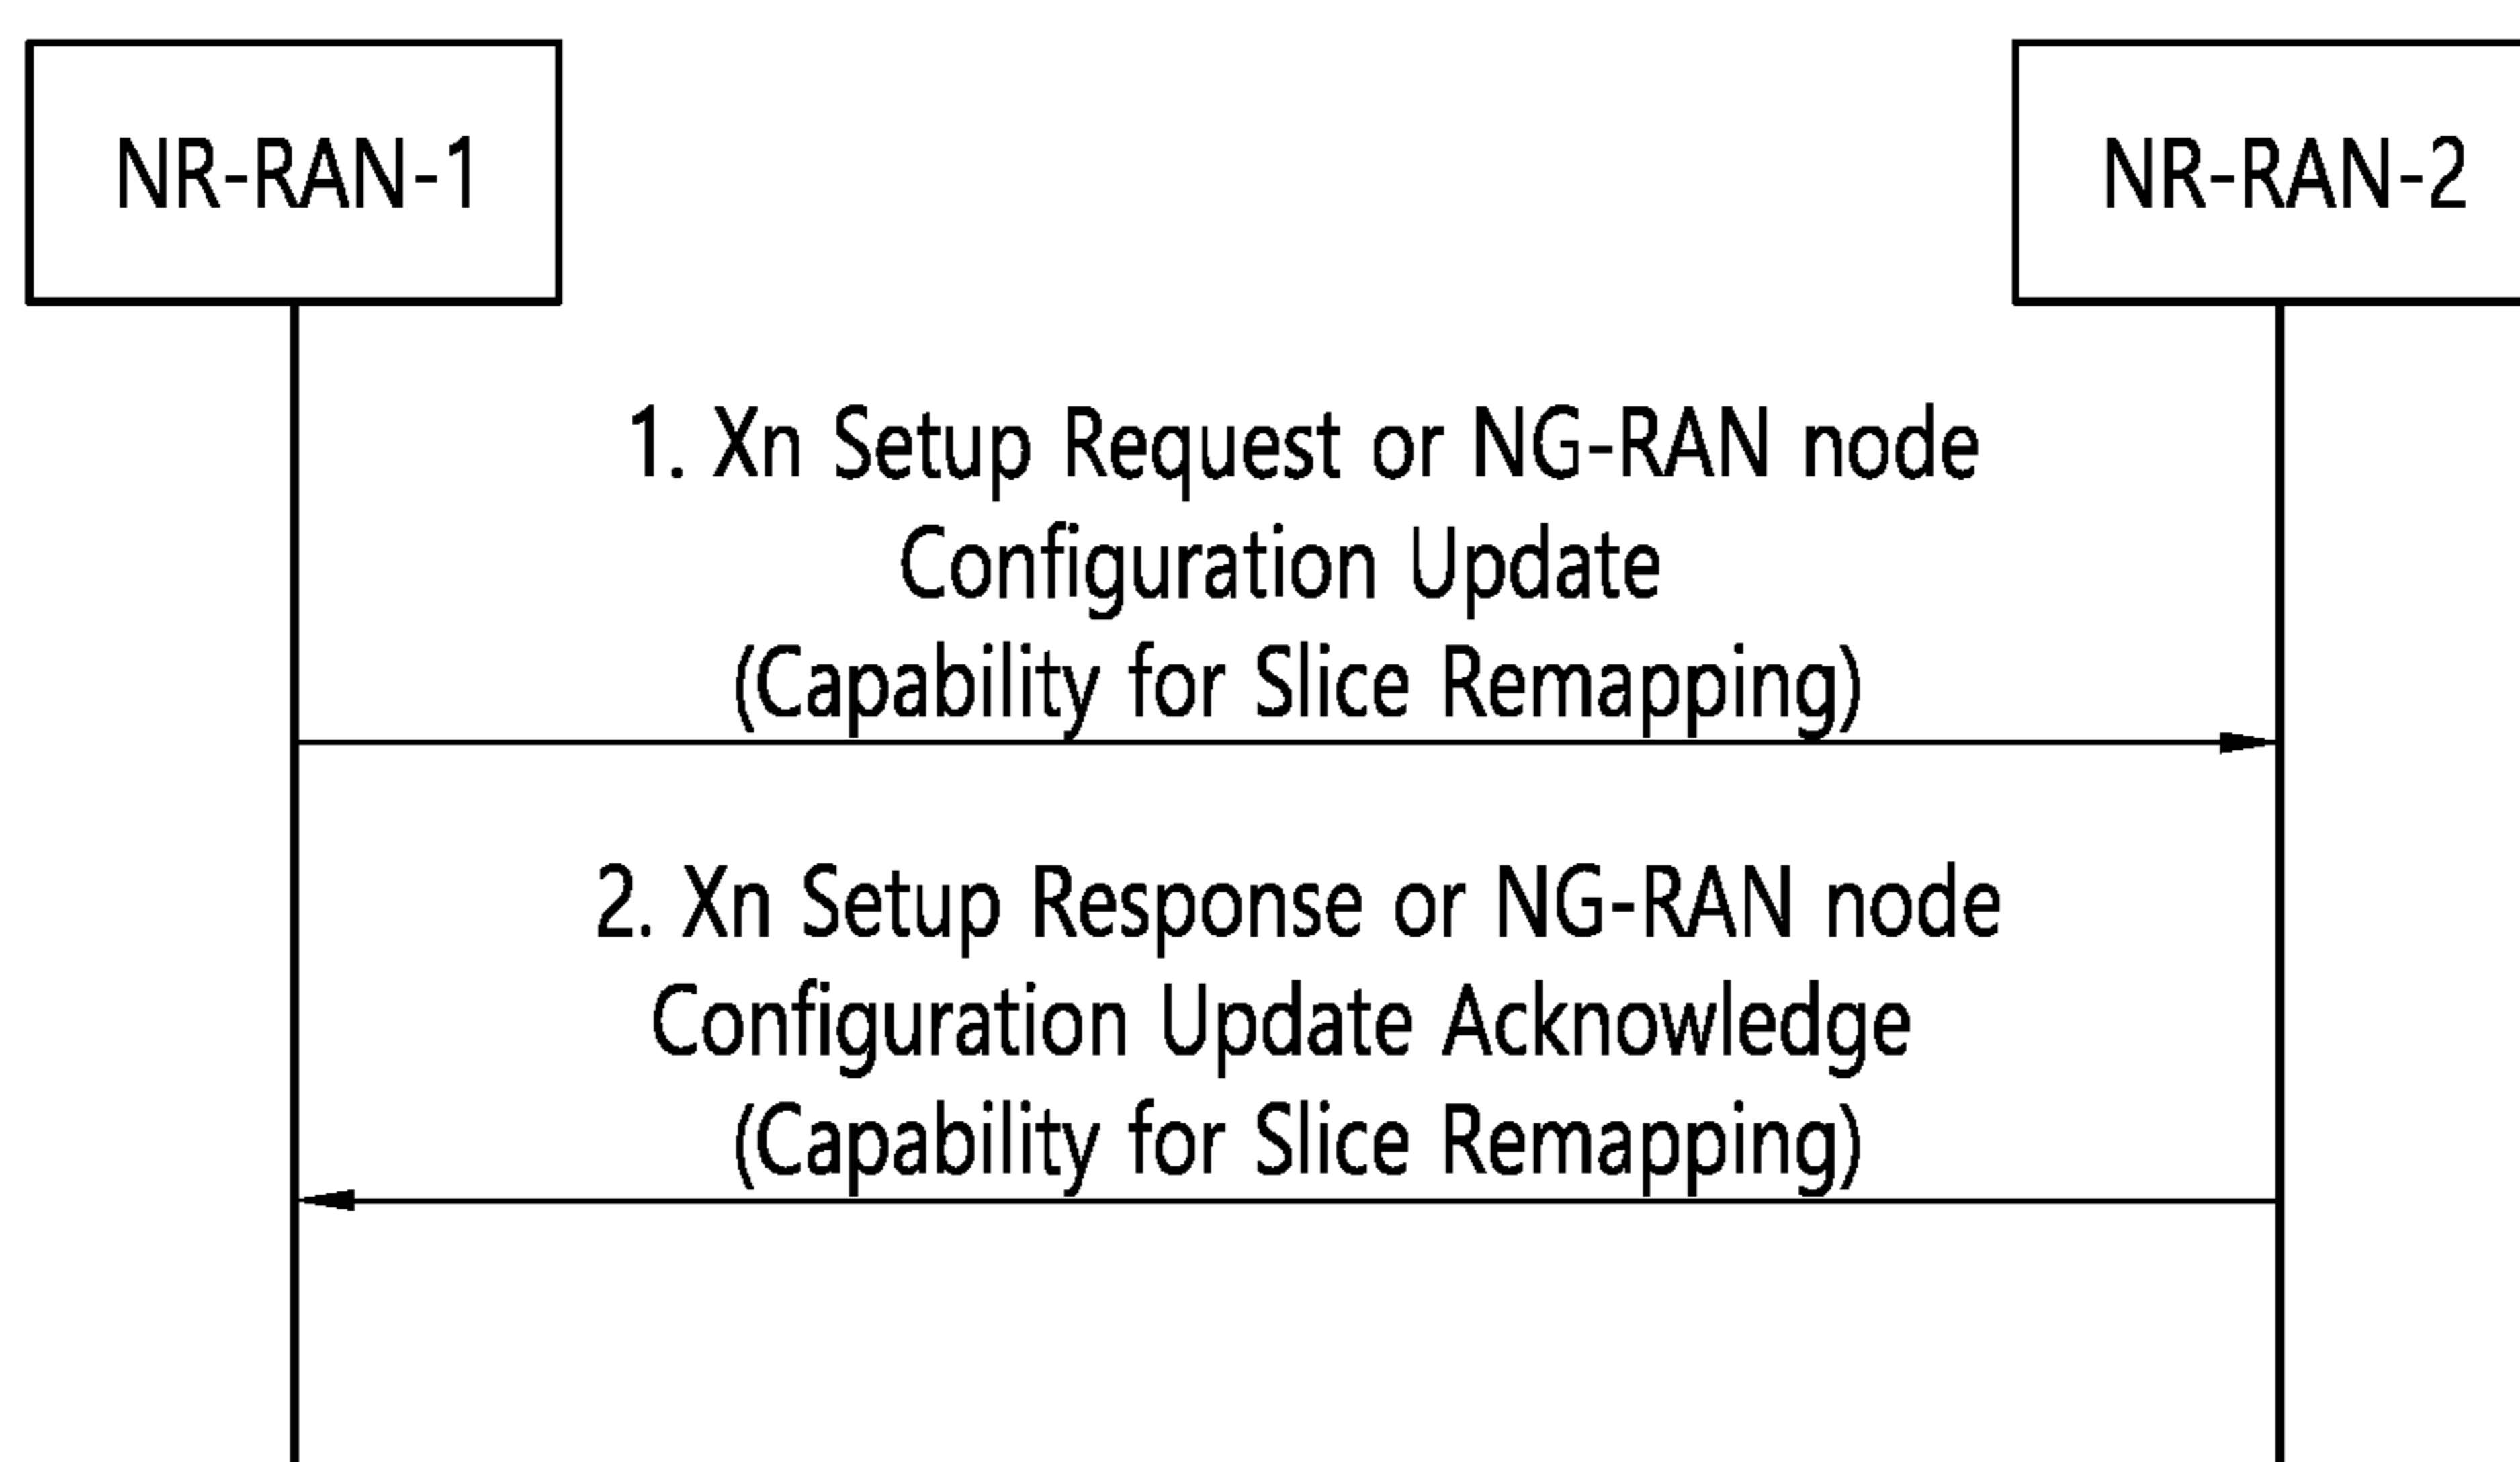 NR-RAN-1
NR-RAN-2
1. Xn Setup Request or NG-RAN node
Configuration Update
(Capability for Slice Remapping)
2. Xn Setup Response or NG-RAN node
Configuration Update Acknowledge
(Capability for Slice Remapping)